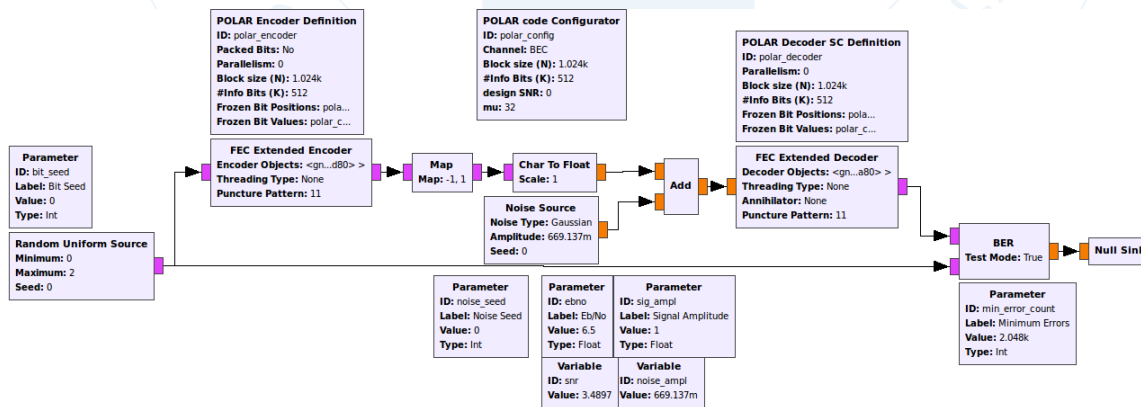 POLAR Encoder Definition
ID: polar_encoder
Packed Bits: No
Parallelism: 0
Block size (N): 1.024k
#Info Bits (K): 512
Frozen Bit Positions: pola...
Frozen Bit Values: polar_c...
POLAR code Configurator
ID: polar_config
Channel: BEC
Block size (N): 1.024k
#Info Bits (K): 512
design SNR: 0
mu: 32
POLAR Decoder SC Definition
ID: polar_decoder
Parallelism: 0
Block size (N): 1.024k
#Info Bits (K): 512
Frozen Bit Positions: pola...
Frozen Bit Values: polar_c...
Parameter
ID: bit_seed
Label: Bit Seed
Value: 0
Type: Int
FEC Extended Encoder
Encoder Objects: <gn...d80> >
Threading Type: None
Puncture Pattern: 11
Map
Map: -1, 1
Char To Float
Scale: 1
Add
FEC Extended Decoder
Decoder Objects: <gn...a80> >
Threading Type: None
Annihilator: None
Puncture Pattern: 11
Noise Source
Noise Type: Gaussian
Amplitude: 669.137m
Seed: 0
Random Uniform Source
Minimum: 0
Maximum: 2
Seed: 0
BER
Test Mode: True
Null Sink
Parameter
ID: noise_seed
Label: Noise Seed
Value: 0
Type: Int
Parameter
ID: ebno
Label: Eb/No
Value: 6.5
Type: Float
Parameter
ID: sig_ampl
Label: Signal Amplitude
Value: 1
Type: Float
Parameter
ID: min_error_count
Label: Minimum Errors
Value: 2.048k
Type: Int
Variable
ID: snr
Value: 3.4897
Variable
ID: noise_ampl
Value: 669.137m